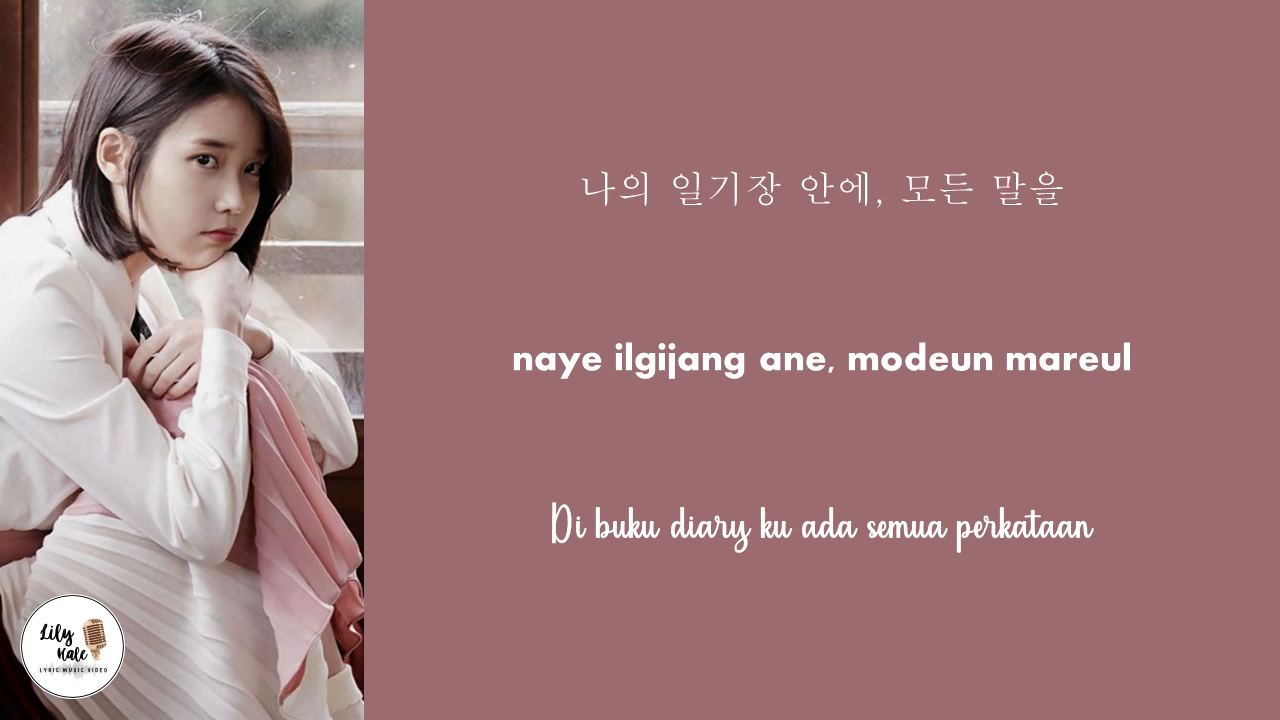 나의 일기장 안에, 모든 말을
naye ilgijang ane, modeun mareul
Di buku diary ku ada semua perkataan
Lily
Kale
LYRIC MUSIC VIDEO